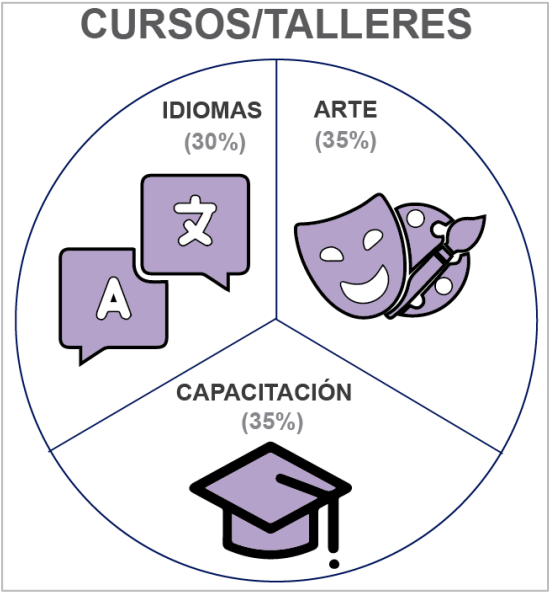 CURSOS/TALLERES
IDIOMAS
(30%)
ARTE
(35%)
文
A
CAPACITACIÓN
(35%)